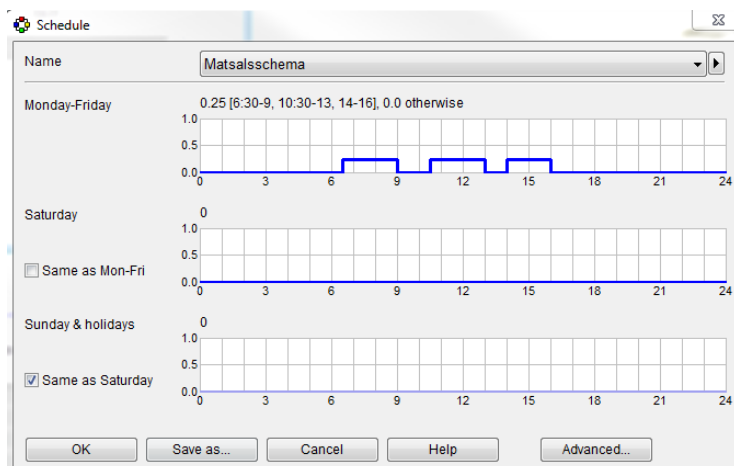 Schedule
Name
Matsalsschema
Monday-Friday
0.25 [6:30-9, 10:30-13, 14-16], 0.0 otherwise
1.0
0.5
0.0
0 3 6 9 12 15 18 21 24
Saturday
0
1.0
Same as Mon-Fri
0.5
0.0
0 3 6 9 12 15 18 21 24
Sunday & holidays
0
1.0
Same as Saturday
0.5
0.0
0 3 6 9 12 15 18 21 24
OK Save as... Cancel Help Advanced...